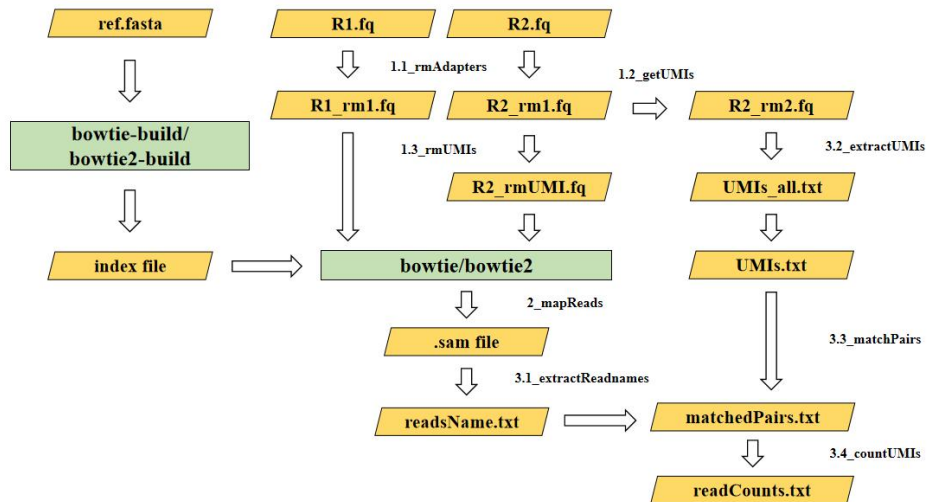 ref.fasta
R1.fq
R2.fq
1.1_rmAdapters
1.2_getUMIs
R1_rm1.fq
R2_rm1.fq
R2_rm2.fq
bowtie-build/
bowtie2-build
1.3_rmUMIs
3.2_extractUMIs
R2_rmUMI.fq
UMIs_all.txt
index file
bowtie/bowtie2
UMIs.txt
2_mapReads
.sam file
3.3_matchPairs
3.1_extractReadnames
readsName.txt
matchedPairs.txt
3.4_countUMIs
readCounts.txt